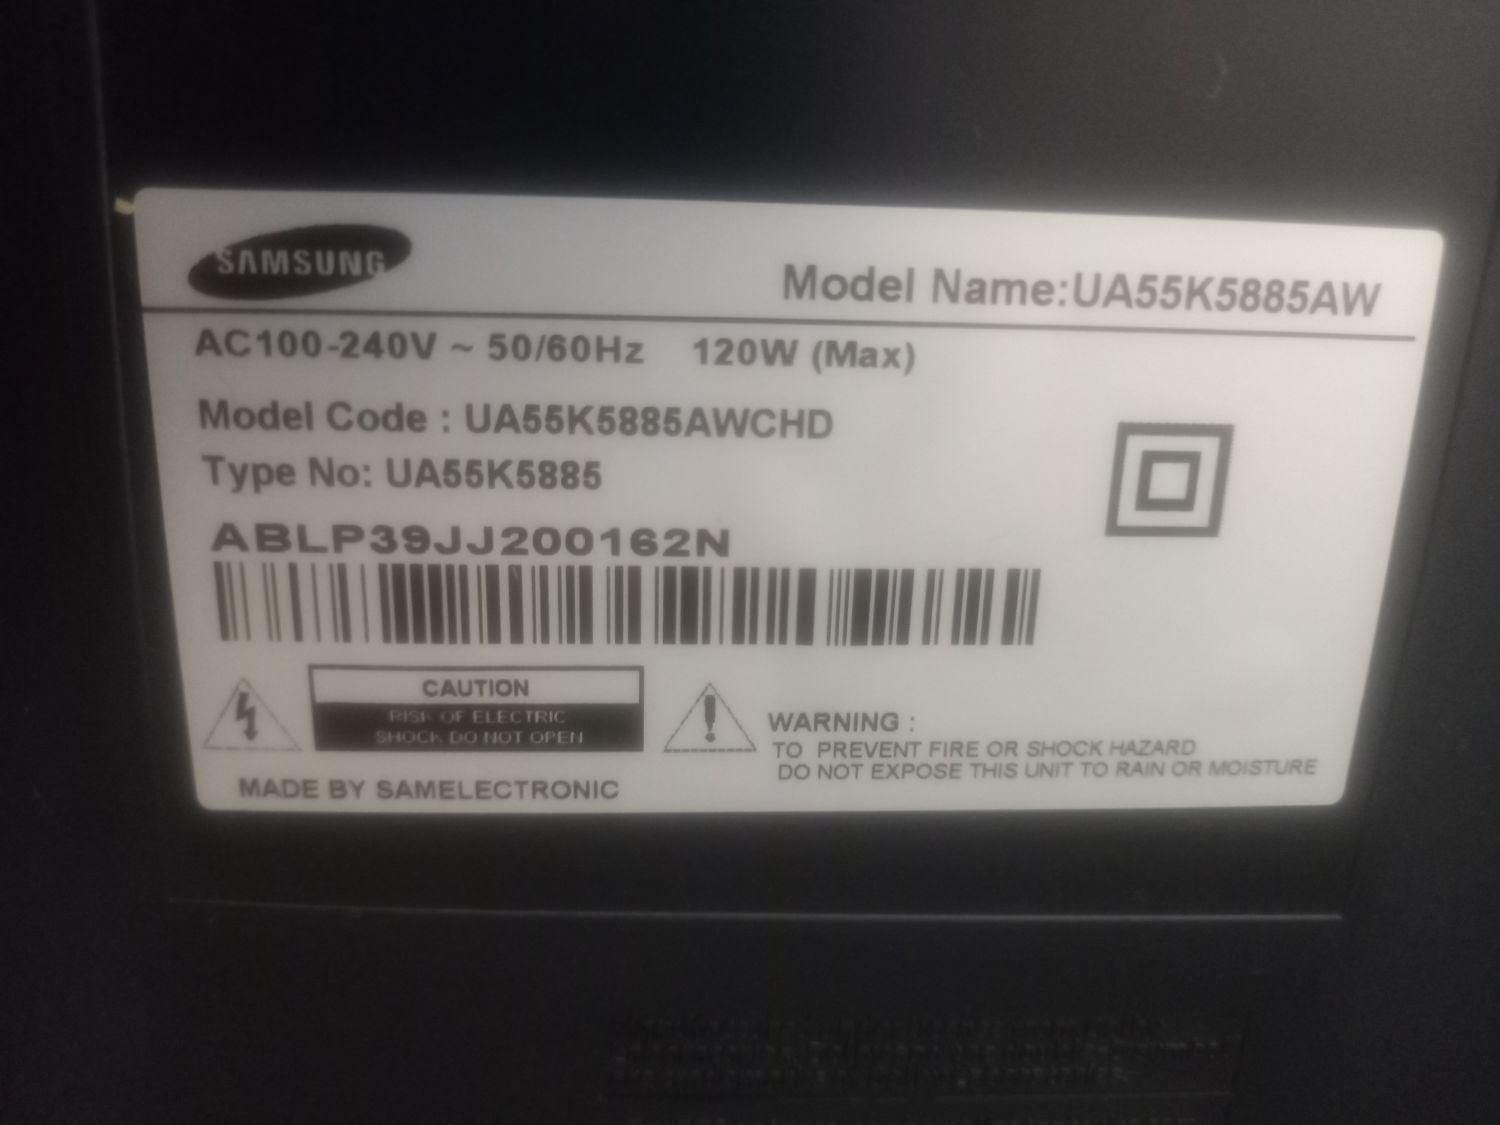 SAMSUNG
Model Name:UA55K5885AW
AC100-240V ~ 50/60Hz 120W (Max)
Model Code : UA55K5885AWCHD
Type No: UA55K5885
ABLP39JJ200162N
CAUTION
RISK OF ELECTRIC
SHOCK DO NOT OPEN
WARNING :
TO PREVENT FIRE OR SHOCK HAZARD
DO NOT EXPOSE THIS UNIT TO RAIN OR MOISTURE
MADE BY SAMELECTRONIC